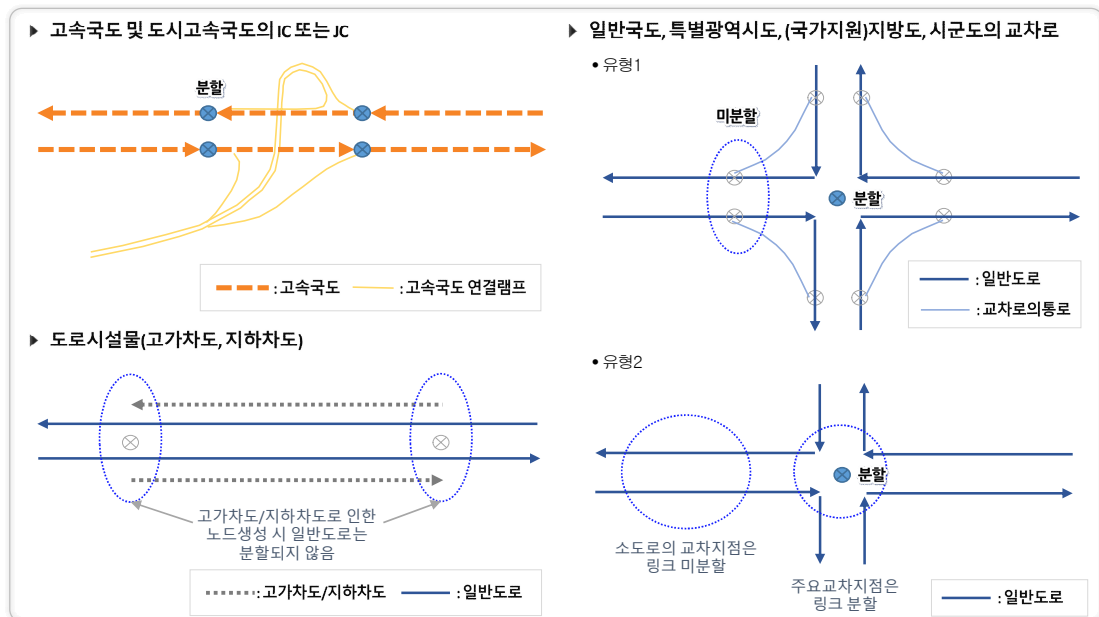 고속국도 및 도시고속국도의 IC 또는 JC
분할
: 고속국도
: 고속국도 연결램프
도로시설물(고가차도, 지하차도)
고가차도/지하차도로 인한
노드생성 시 일반도로는
분할되지 않음
: 고가차도/지하차도
: 일반도로
일반국도, 특별광역시도, (국가지원)지방도, 시군도의 교차로
• 유형1
미분할
분할
: 일반도로
: 교차로의통로
• 유형2
분할
소도로의 교차지점은
링크 미분할
주요교차지점은
링크 분할
: 일반도로